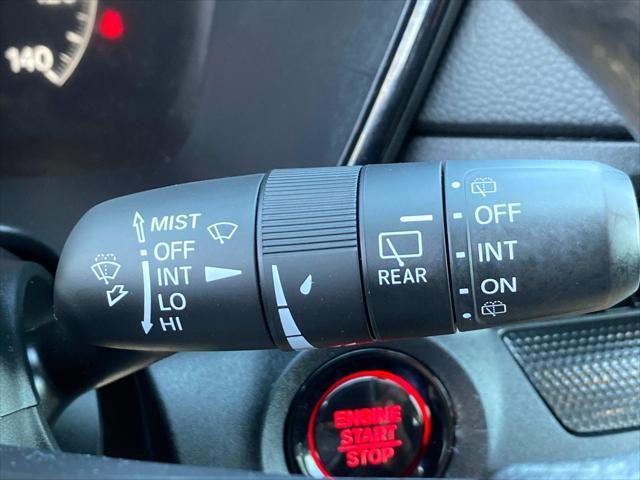 140
MIST
OFF
INT
LO
HI
REAR
OFF
INT
ON
ENGINE
START
STOP